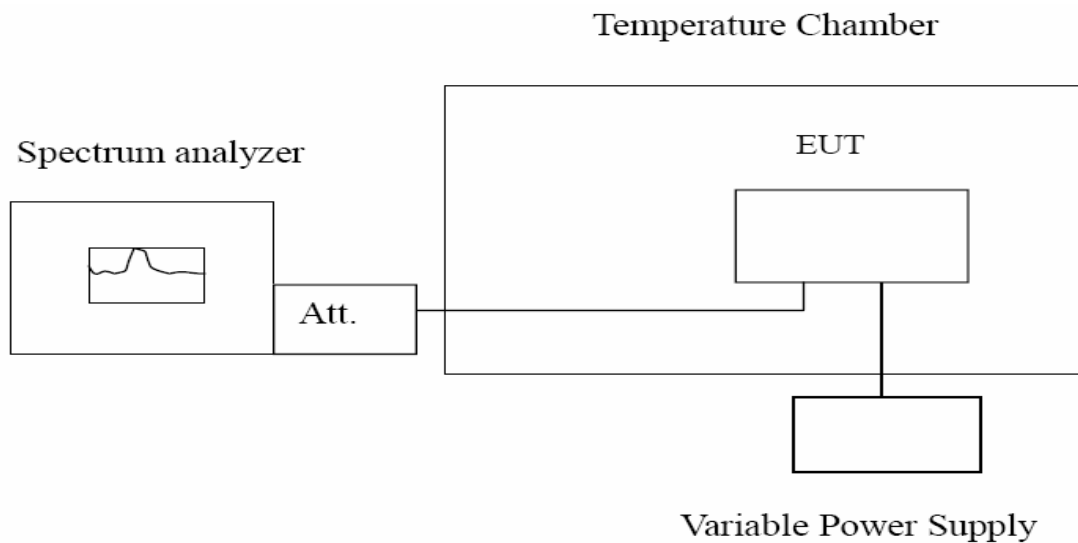 Temperature Chamber
Spectrum analyzer
EUT
Att.
Variable Power Supply